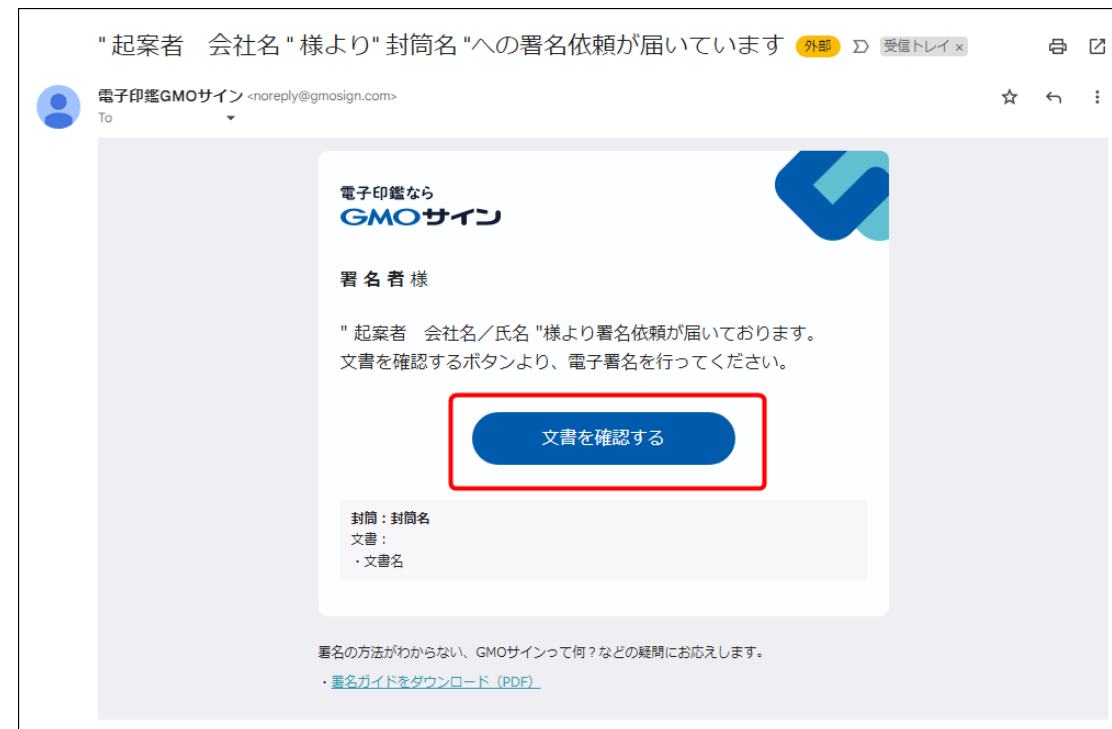 "起案者　会社名"様より"封筒名"への署名依頼が届いています 外部 受信トレイ ×
電子印鑑GMOサイン <noreply@gmosign.com>
To
電子印鑑なら
GMOサイン
署名者様
"起案者　会社名／氏名"様より署名依頼が届いております。
文書を確認するボタンより、電子署名を行ってください。
文書を確認する
封筒：封筒名
文書：
・文書名
署名の方法がわからない、GMOサインって何？などの疑問にお応えします。
・署名ガイドをダウンロード（PDF）